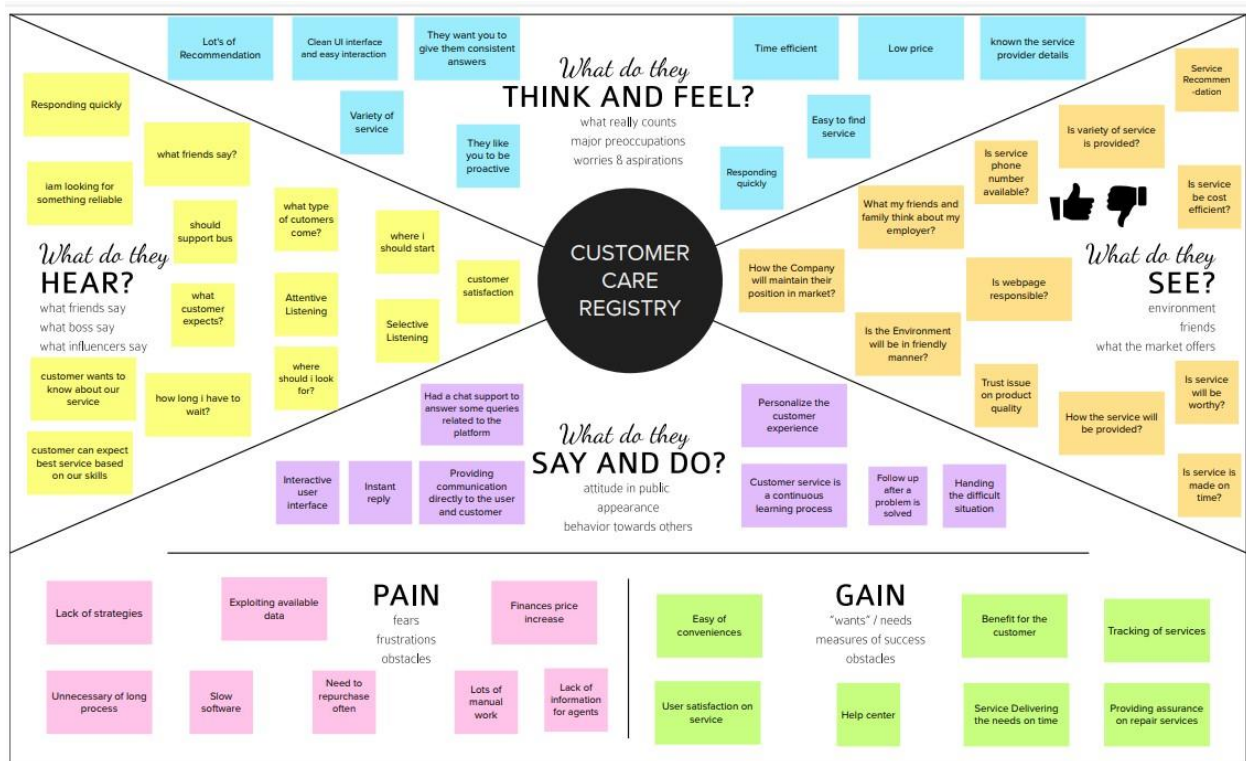 Lot's of
Recommendation
Clean UI interface
and easy interaction
They want you to
give them consistent
answers
Variety of
service
They like
you to be
proactive
What do they
THINK AND FEEL?
what really counts
major preoccupations
worries & aspirations
Time efficient
Low price
known the service
provider details
Easy to find
service
Responding
quickly
Responding quickly
what friends say?
iam looking for
something reliable
should
support bus
what type
of cutomers
come?
where i
should start
customer
satisfaction
What do they
HEAR?
what friends say
what boss say
what influencers say
what
customer
expects?
Attentive
Listening
Selective
Listening
customer wants to
know about our
service
how long i have to
wait?
where
should i look
for?
customer can expect
best service based
on our skills
CUSTOMER
CARE
REGISTRY
Service
Recommen
-dation
Is variety of service
is provided?
Is service
phone
number
available?
Is service
be cost
efficient?
What my friends and
family think about my
employer?
How the Company
will maintain their
position in market?
Is webpage
responsible?
What do they
SEE?
environment
friends
what the market offers
Is the Environment
will be in friendly
manner?
Trust issue
on product
quality
How the service will
be provided?
Is service
will be
worthy?
Is service is
made on
time?
Had a chat support to
answer some queries
related to the
platform
Interactive
user
interface
Instant
reply
Providing
communication
directly to the user
and customer
What do they
SAY AND DO?
attitude in public
appearance
behavior towards others
Personalize the
customer
experience
Customer service is
a continuous
learning process
Follow up
after a
problem is
solved
Handing
the difficult
situation
PAIN
fears
frustrations
obstacles
Lack of strategies
Exploiting available
data
Finances price
increase
Unnecessary of long
process
Slow
software
Need to
repurchase
often
Lots of
manual
work
Lack of
information
for agents
GAIN
"wants" / needs
measures of success
obstacles
Easy of
conveniences
Benefit for the
customer
Tracking of services
User satisfaction on
service
Help center
Service Delivering
the needs on time
Providing assurance
on repair services